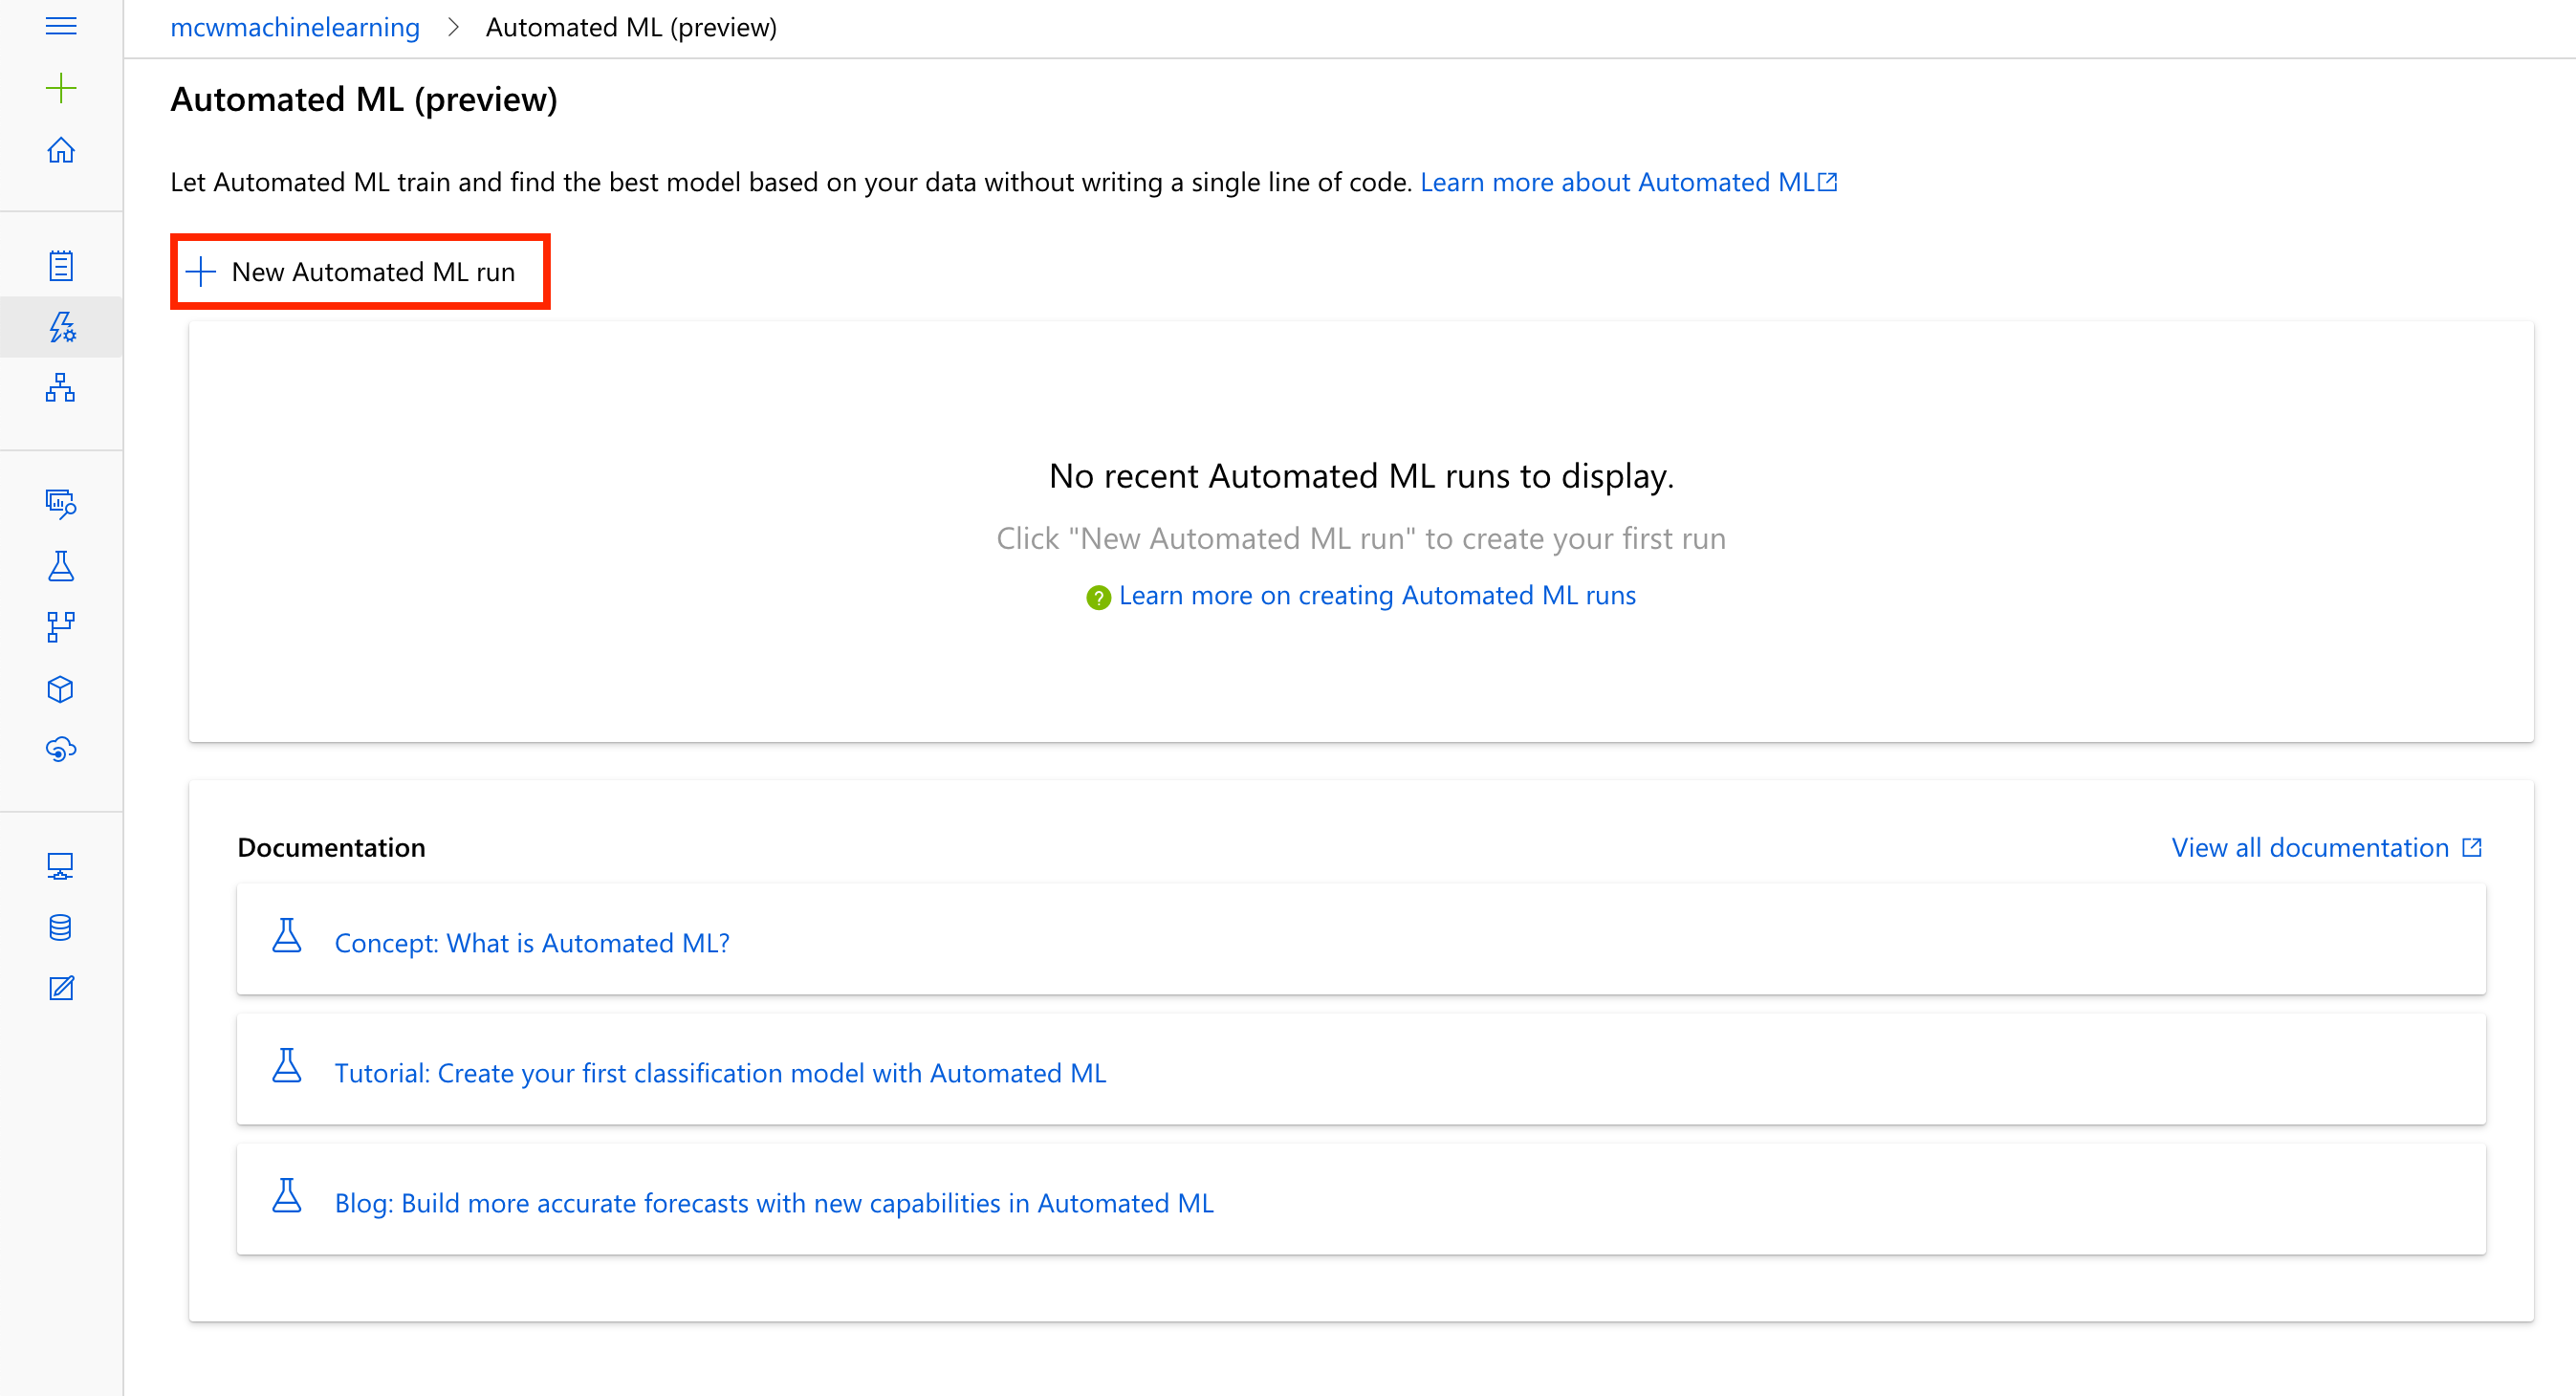 mcwmachinelearning > Automated ML (preview)
Automated ML (preview)
Let Automated ML train and find the best model based on your data without writing a single line of code. Learn more about Automated ML
New Automated ML run
No recent Automated ML runs to display.
Click "New Automated ML run" to create your first run
? Learn more on creating Automated ML runs
Documentation
View all documentation
Concept: What is Automated ML?
Tutorial: Create your first classification model with Automated ML
Blog: Build more accurate forecasts with new capabilities in Automated ML